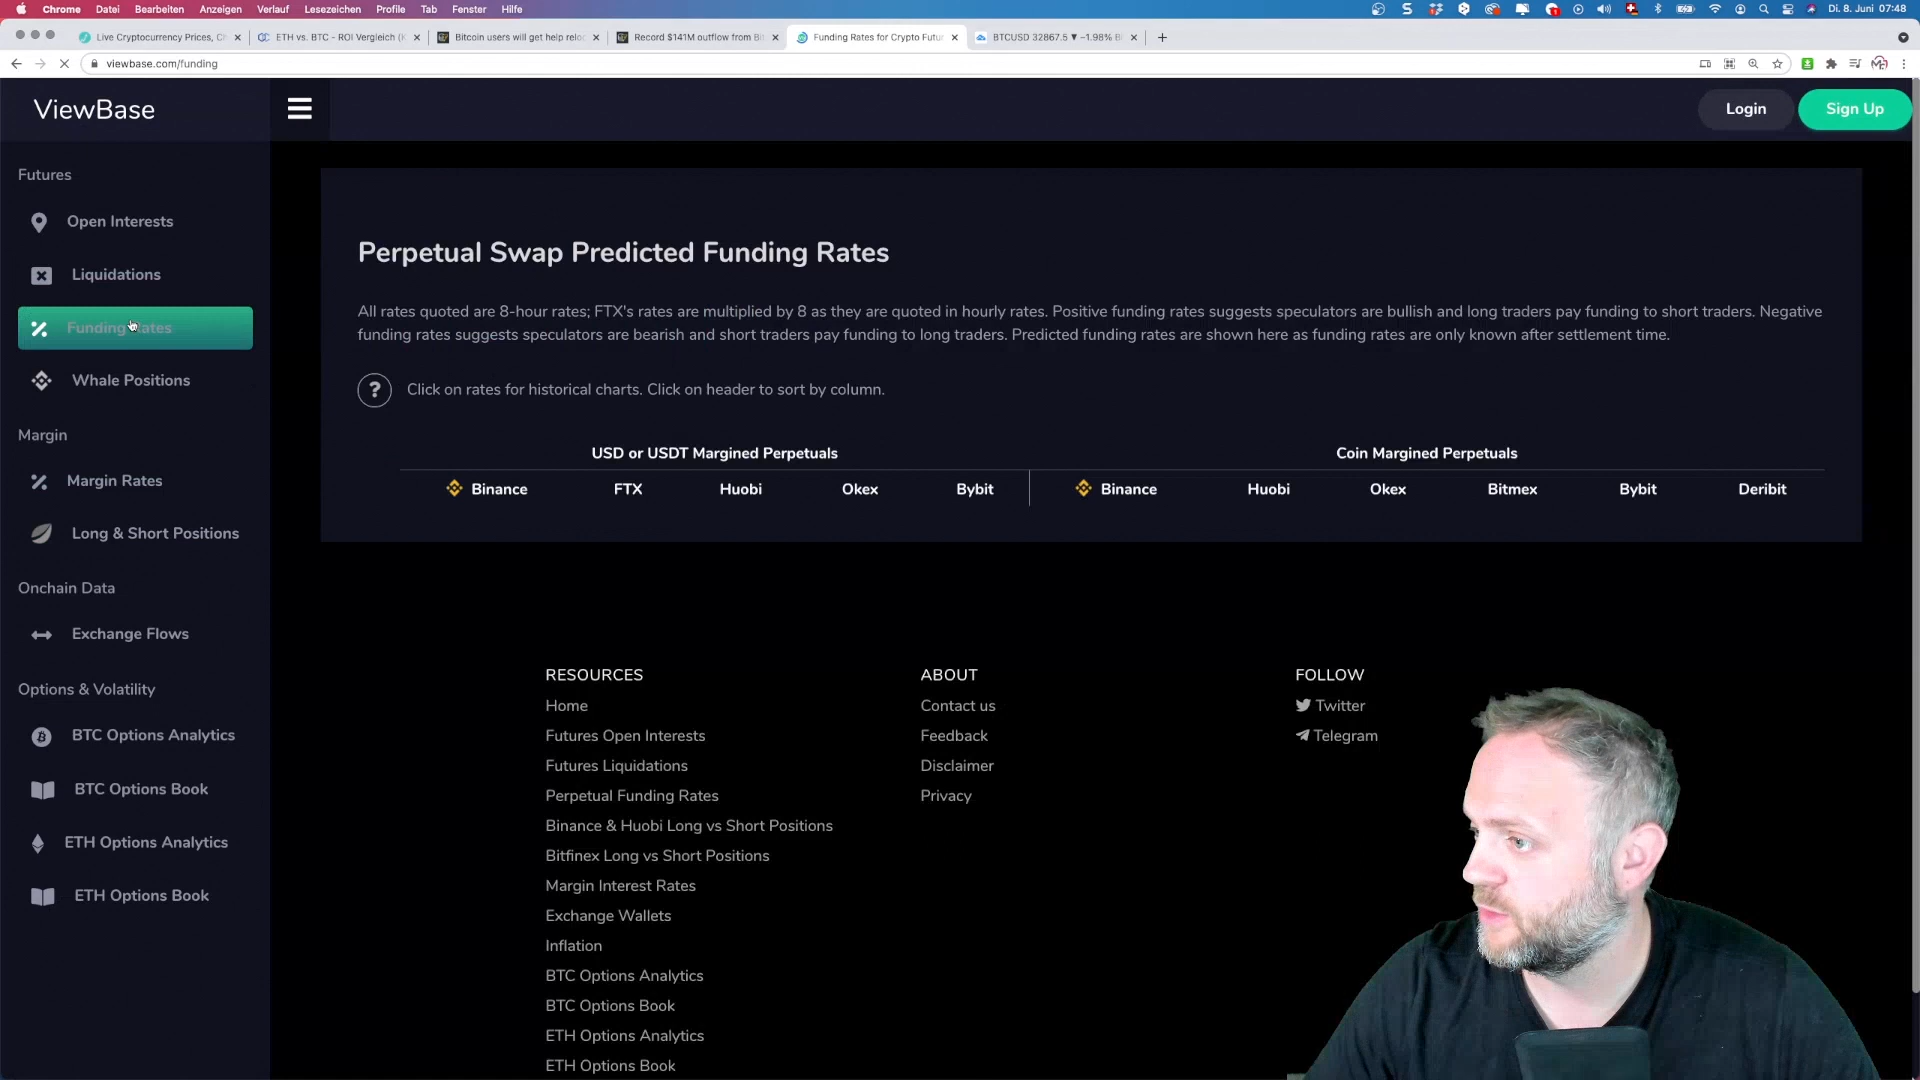 Chrome Datei Bearbeiten Anzeigen Verlauf Lesezeichen Profile Tab Fenster Hilfe
Di. 8. Juni 07:48
Live Cryptocurrency Prices, C
ETH vs. BTC - ROI Vergleich (
Bitcoin users will get help relo
Record $141M outflow from Bi
Funding Rates for Crypto Futu
BTCUSD 32867.5 ▼ −1.98%
viewbase.com/funding
ViewBase
Login
Sign Up
Futures
Open Interests
Liquidations
Funding Rates
Whale Positions
Margin
Margin Rates
Long & Short Positions
Onchain Data
Exchange Flows
Options & Volatility
BTC Options Analytics
BTC Options Book
ETH Options Analytics
ETH Options Book
Perpetual Swap Predicted Funding Rates
All rates quoted are 8-hour rates; FTX's rates are multiplied by 8 as they are quoted in hourly rates. Positive funding rates suggests speculators are bullish and long traders pay funding to short traders. Negative
funding rates suggests speculators are bearish and short traders pay funding to long traders. Predicted funding rates are shown here as funding rates are only known after settlement time.
? Click on rates for historical charts. Click on header to sort by column.
USD or USDT Margined Perpetuals Coin Margined Perpetuals
Binance FTX Huobi Okex Bybit Binance Huobi Okex Bitmex Bybit Deribit
RESOURCES
Home
Futures Open Interests
Futures Liquidations
Perpetual Funding Rates
Binance & Huobi Long vs Short Positions
Bitfinex Long vs Short Positions
Margin Interest Rates
Exchange Wallets
Inflation
BTC Options Analytics
BTC Options Book
ETH Options Analytics
ETH Options Book
ABOUT
Contact us
Feedback
Disclaimer
Privacy
FOLLOW
Twitter
Telegram